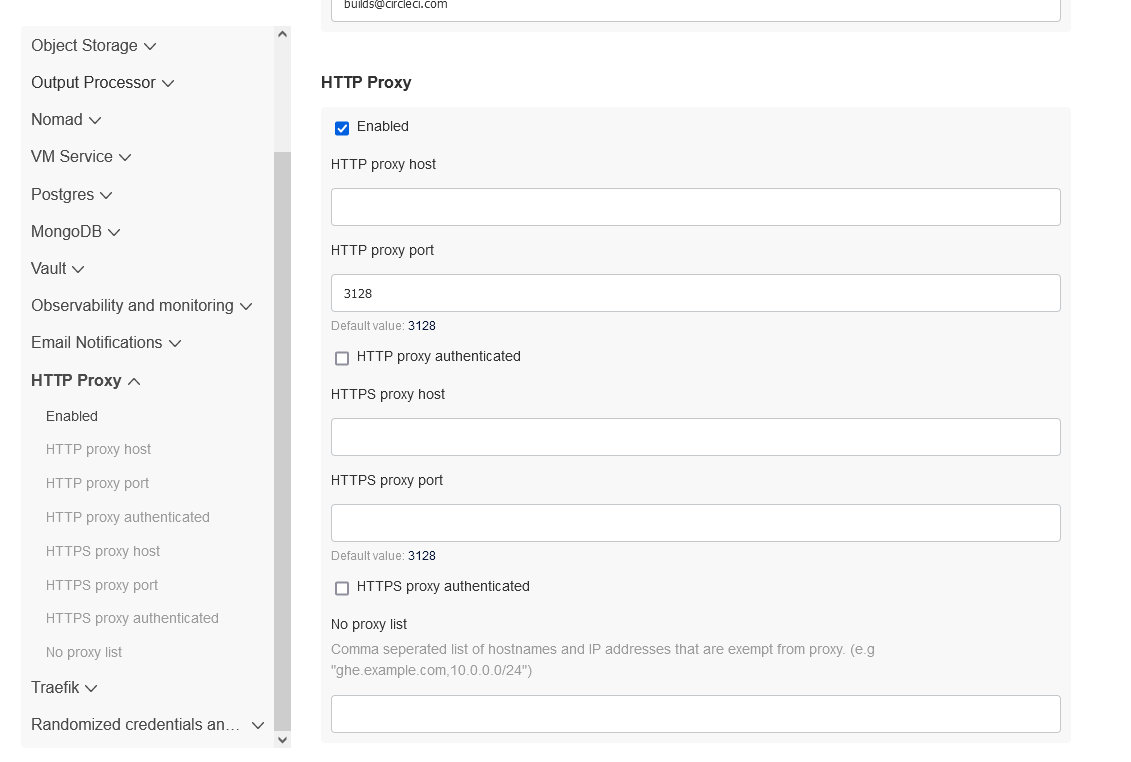 builds@circleci.com
Object Storage
Output Processor
Nomad
VM Service
Postgres
MongoDB
Vault
Observability and monitoring
Email Notifications
HTTP Proxy
Enabled
HTTP proxy host
HTTP proxy port
HTTP proxy authenticated
HTTPS proxy host
HTTPS proxy port
HTTPS proxy authenticated
No proxy list
Traefik
Randomized credentials an...
HTTP Proxy
Enabled
HTTP proxy host
HTTP proxy port
3128
Default value: 3128
HTTP proxy authenticated
HTTPS proxy host
HTTPS proxy port
Default value: 3128
HTTPS proxy authenticated
No proxy list
Comma seperated list of hostnames and IP addresses that are exempt from proxy. (e.g
"ghe.example.com,10.0.0.0/24")